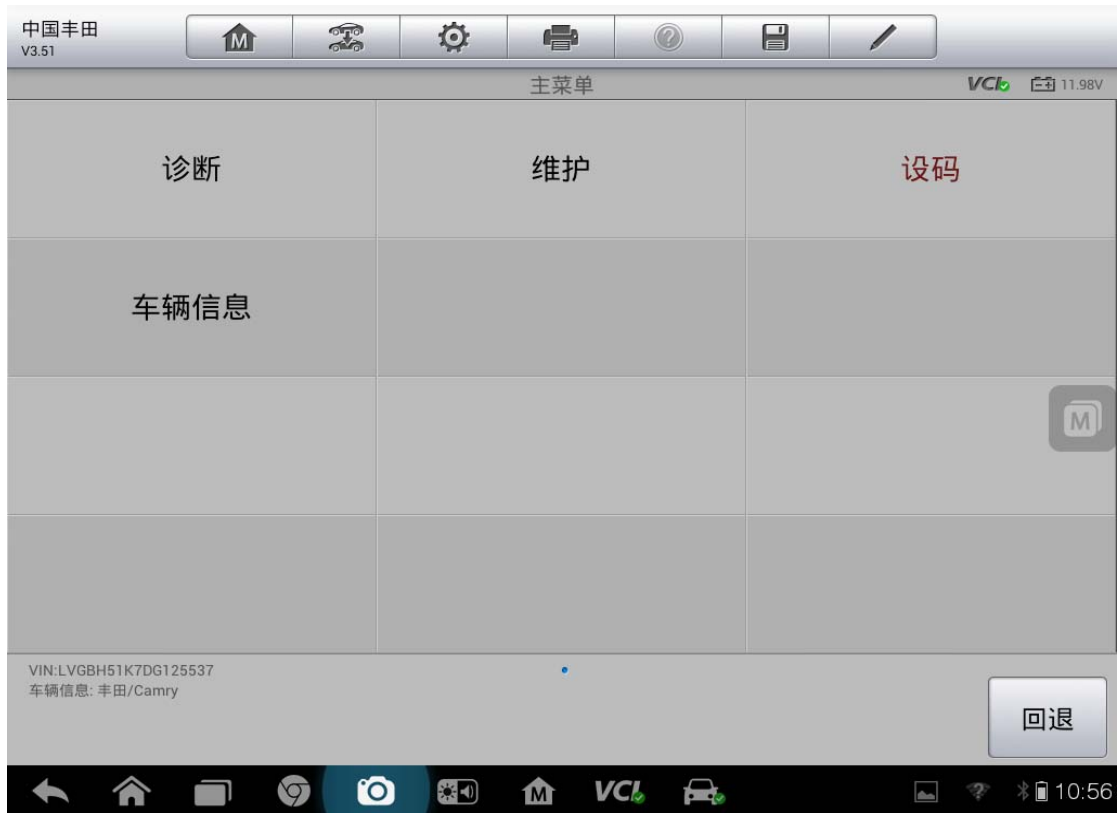 中国丰田
V3.51
M
主菜单
VCI 11.98V
诊断 维护 设码
车辆信息
M
VIN:LVGBH51K7DG125537
车辆信息: 丰田/Camry
回退
M VCI 10:56